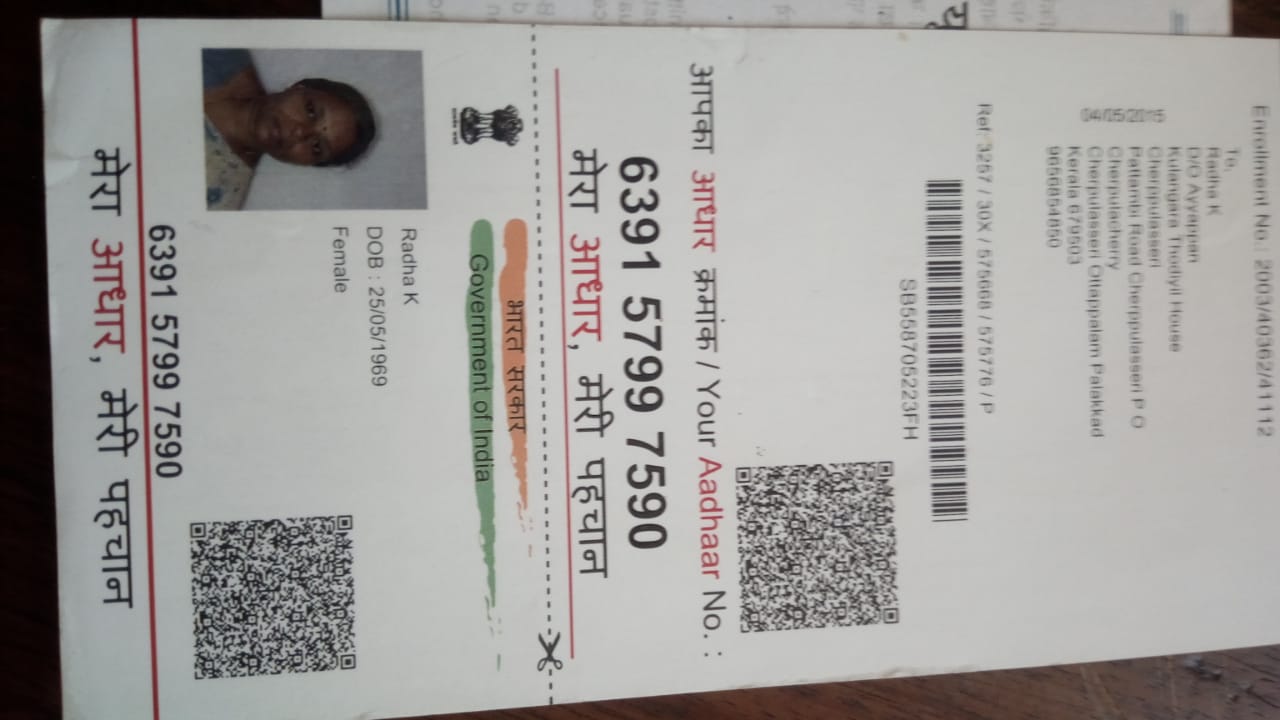 Enrollment No.: 2003/40362/41112
To,
Radha K
D/O Ayyappan
Kulangara Thodiyil House
Cherppulasseri
Pattambi Road Cherppulasseri P O
Cherpulacherry
Cherpulasseri Ottappalam Palakkad
Kerala 679503
9656854850
04/05/2015
Ref: 3257 / 30X / 575668 / 575776 / P
SB558705223FH
आपका आधार क्रमांक / Your Aadhaar No. :
6391 5799 7590
मेरा आधार, मेरी पहचान
भारत सरकार
Government of India
Radha K
DOB : 25/05/1969
Female
6391 5799 7590
मेरा आधार, मेरी पहचान